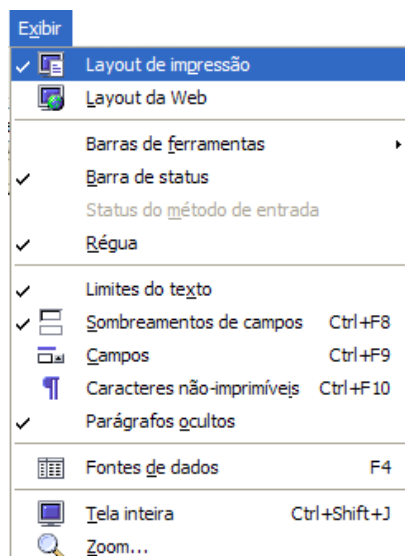 Exibir
Layout de impressão
Layout da Web
Barras de ferramentas
Barra de status
Status do método de entrada
Régua
Limites do texto
Sombreamentos de campos Ctrl+F8
Campos Ctrl+F9
Caracteres não-imprimíveis Ctrl+F10
Parágrafos ocultos
Fontes de dados F4
Tela inteira Ctrl+Shift+J
Zoom...